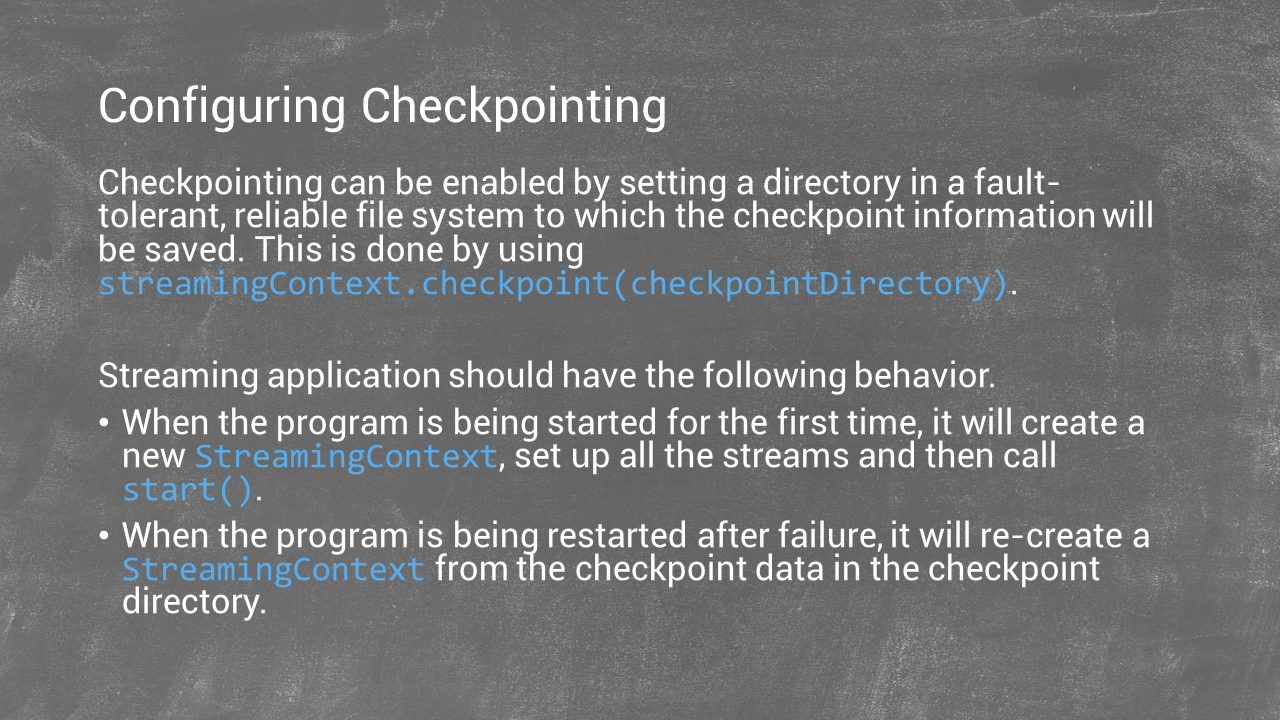 Configuring Checkpointing
Checkpointing can be enabled by setting a directory in a fault-
tolerant, reliable file system to which the checkpoint information will
be saved. This is done by using
streamingContext.checkpoint(checkpointDirectory).
Streaming application should have the following behavior.
• When the program is being started for the first time, it will create a
new StreamingContext, set up all the streams and then call
start().
• When the program is being restarted after failure, it will re-create a
StreamingContext from the checkpoint data in the checkpoint
directory.